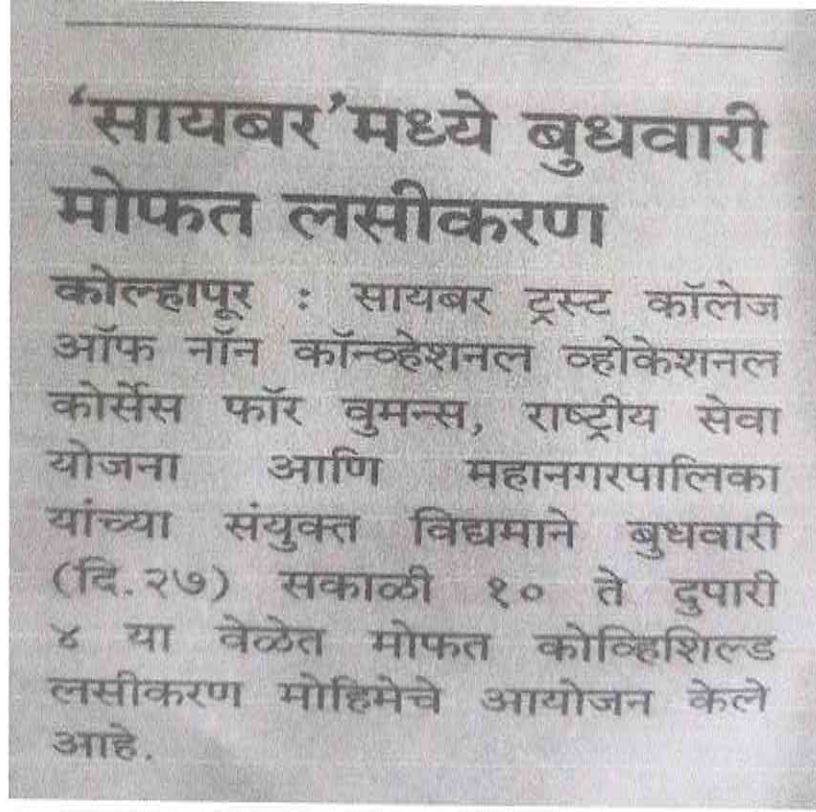 ‘सायबर’मध्ये बुधवारी
मोफत लसीकरण
कोल्हापूर : सायबर ट्रस्ट कॉलेज
ऑफ नॉन कॉन्व्हेशनल व्होकेशनल
कोर्सेस फॉर वुमन्स, राष्ट्रीय सेवा
योजना आणि महानगरपालिका
यांच्या संयुक्त विद्यमाने बुधवारी
(दि.२७) सकाळी १० ते दुपारी
४ या वेळेत मोफत कोव्हिशिल्ड
लसीकरण मोहिमेचे आयोजन केले
आहे.